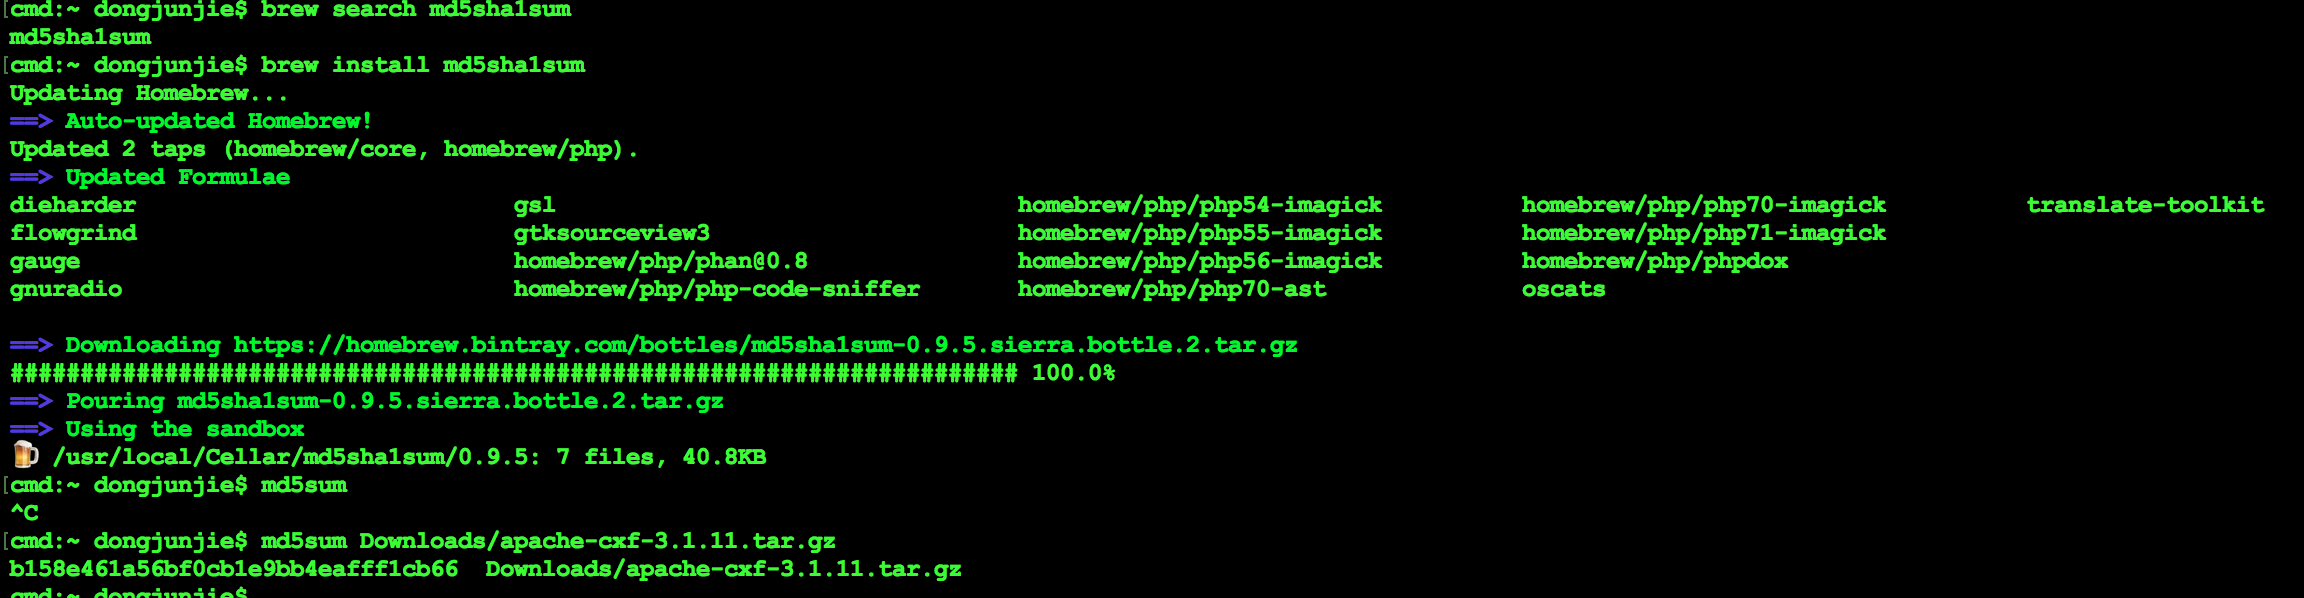 [cmd:~ dongjunjie$ brew search md5sha1sum
md5sha1sum
[cmd:~ dongjunjie$ brew install md5sha1sum
Updating Homebrew...
==> Auto-updated Homebrew!
Updated 2 taps (homebrew/core, homebrew/php).
==> Updated Formulae
dieharder gsl homebrew/php/php54-imagick homebrew/php/php70-imagick translate-toolkit
flowgrind gtksourceview3 homebrew/php/php55-imagick homebrew/php/php71-imagick
gauge homebrew/php/phan@0.8 homebrew/php/php56-imagick homebrew/php/phpdox
gnuradio homebrew/php/php-code-sniffer homebrew/php/php70-ast oscats
==> Downloading https://homebrew.bintray.com/bottles/md5sha1sum-0.9.5.sierra.bottle.2.tar.gz
######################################################################## 100.0%
==> Pouring md5sha1sum-0.9.5.sierra.bottle.2.tar.gz
==> Using the sandbox
🍺 /usr/local/Cellar/md5sha1sum/0.9.5: 7 files, 40.8KB
[cmd:~ dongjunjie$ md5sum
^C
[cmd:~ dongjunjie$ md5sum Downloads/apache-cxf-3.1.11.tar.gz
b158e461a56bf0cb1e9bb4eafff1cb66 Downloads/apache-cxf-3.1.11.tar.gz
cmd:~ dongjunjie$